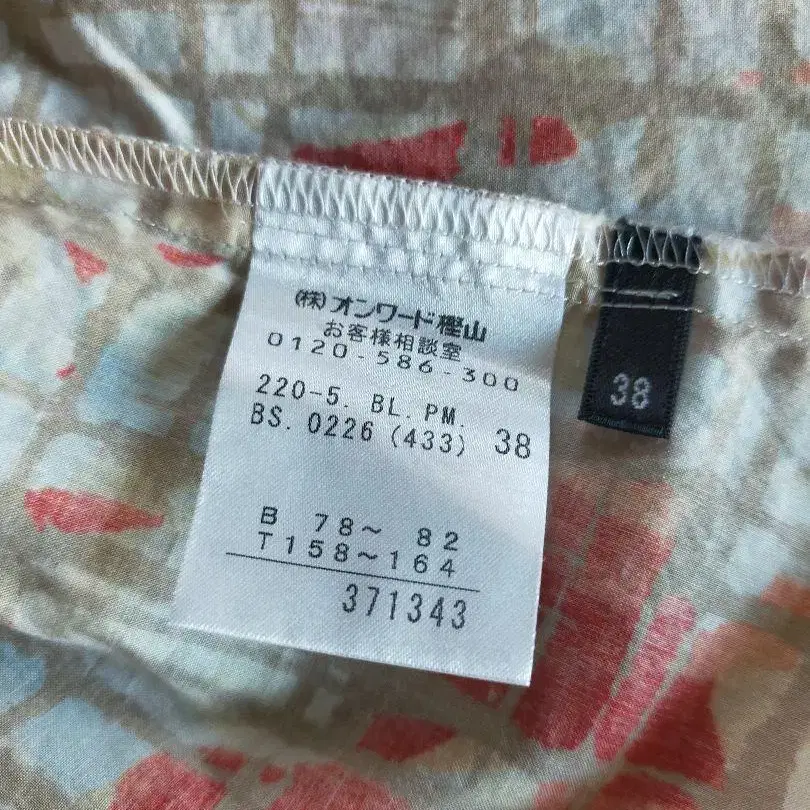 (株)オンワード樫山
お客様相談室
0120-586-300
220-5. BL. PM.
BS. 0226 (433) 38
B 78~ 82
T158~164
371343
38